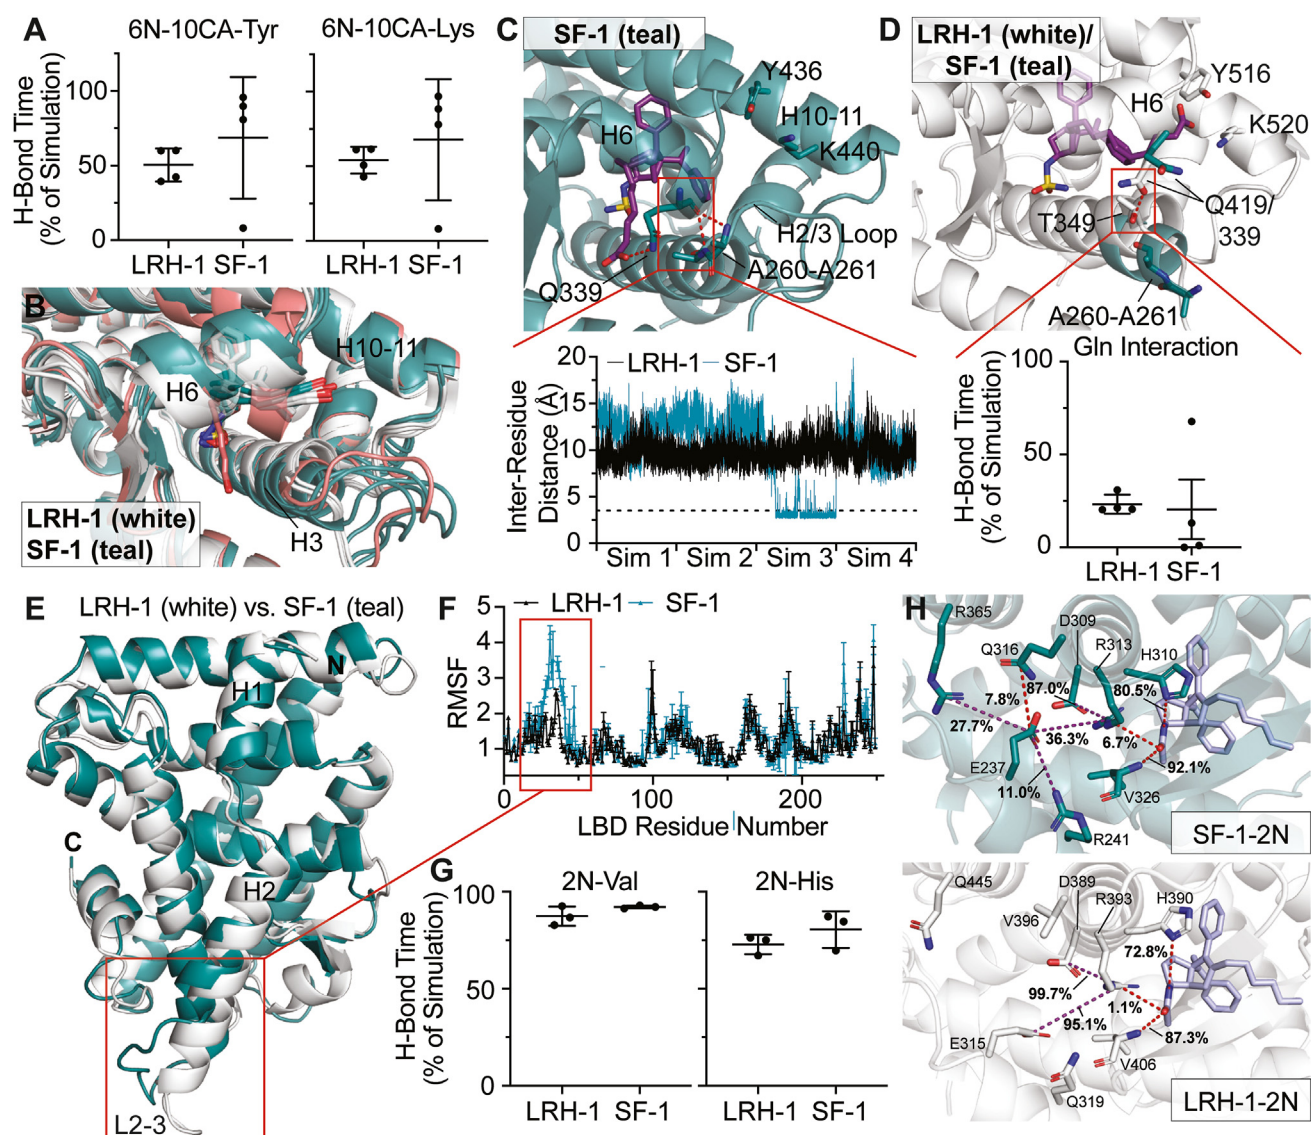 A
6N-10CA-Tyr
6N-10CA-Lys
H-Bond Time
(% of Simulation)
100
50
0
LRH-1 SF-1
LRH-1 SF-1
B
H10-11
H6
H3
LRH-1 (white)
SF-1 (teal)
C
SF-1 (teal)
Y436
H10-11
H6
K440
H2/3 Loop
A260-A261
Q339
Inter-Residue
Distance (Å)
20
15
10
5
0
LRH-1
SF-1
Sim 1
Sim 2
Sim 3
Sim 4
D
LRH-1 (white)/
SF-1 (teal)
Y516
H6
K520
T349
Q419/
339
A260-A261
Gln Interaction
H-Bond Time
(% of Simulation)
100
50
0
LRH-1 SF-1
E
LRH-1 (white) vs. SF-1 (teal)
N
H1
C
H2
L2-3
F
LRH-1
SF-1
RMSF
5
4
3
2
1
0
100
200
LBD Residue Number
G
2N-Val
2N-His
H-Bond Time
(% of Simulation)
100
50
0
LRH-1 SF-1
LRH-1 SF-1
H
R365
D309
Q316
R313
H310
7.8%
87.0%
80.5%
27.7%
36.3%
6.7%
92.1%
E237
11.0%
V326
R241
SF-1-2N
Q445
D389
V396
R393
H390
72.8%
99.7%
1.1%
95.1%
87.3%
E315
V406
Q319
LRH-1-2N